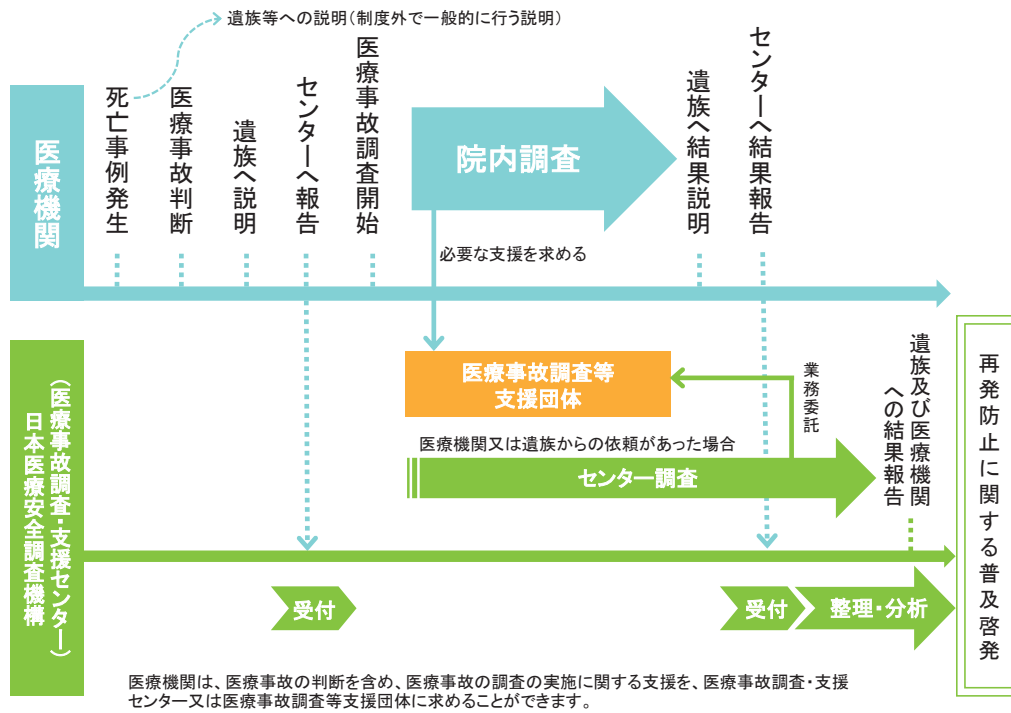 遺族等への説明(制度外で一般的に行う説明)
医療機関
死亡事例発生
医療事故判断
遺族へ説明
センターへ報告
医療事故調査開始
院内調査
遺族へ結果説明
センターへ結果報告
必要な支援を求める
日本医療安全調査機構
(医療事故調査・支援センター)
医療事故調査等
支援団体
業務委託
医療機関又は遺族からの依頼があった場合
センター調査
遺族及び医療機関
への結果報告
受付
受付
整理・分析
再発防止に関する普及啓発
医療機関は、医療事故の判断を含め、医療事故の調査の実施に関する支援を、医療事故調査・支援
センター又は医療事故調査等支援団体に求めることができます。